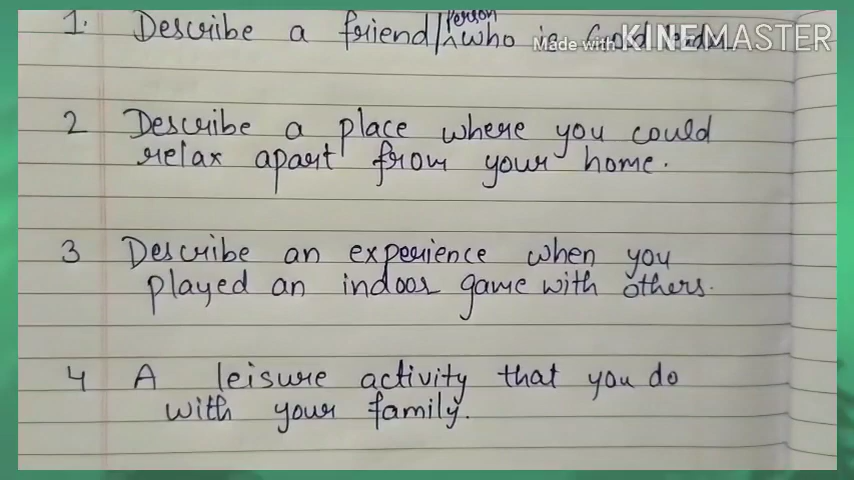 1. Describe a friend/ person who is Good leader.
Made with KINEMASTER
2 Describe a place where you could
relax apart from your home.
3 Describe an experience when you
played an indoor game with others.
4 A leisure activity that you do
with your family.